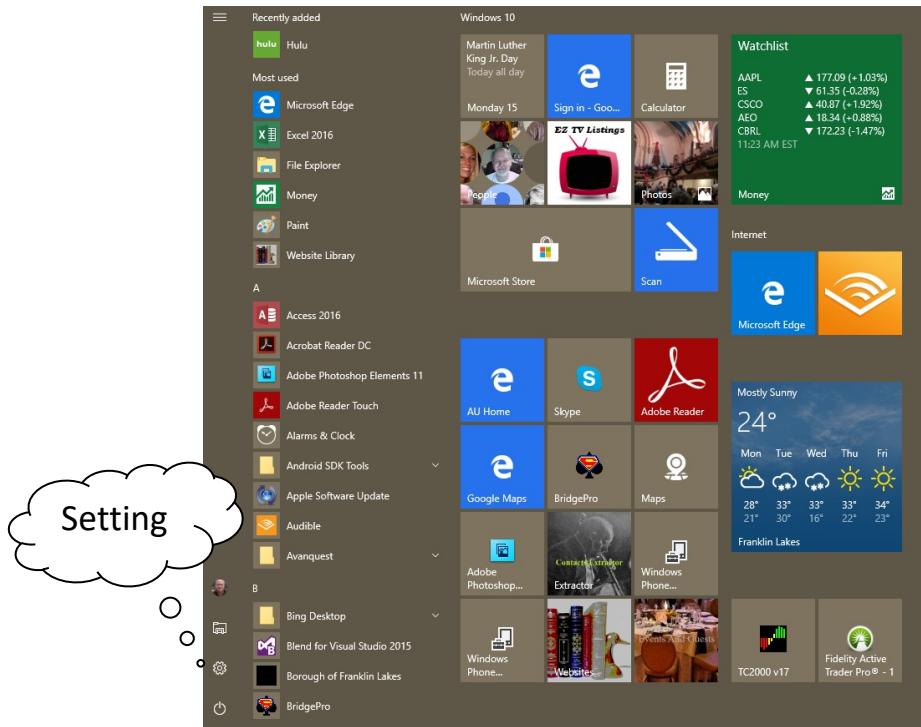 Recently added
hulu
Hulu
Most used
Microsoft Edge
Excel 2016
File Explorer
Money
Paint
Website Library
A
Access 2016
Acrobat Reader DC
Adobe Photoshop Elements 11
Adobe Reader Touch
Alarms & Clock
Android SDK Tools
Apple Software Update
Audible
Avanquest
B
Bing Desktop
Blend for Visual Studio 2015
Borough of Franklin Lakes
BridgePro
Setting
Windows 10
Martin Luther
King Jr. Day
Today all day
Monday 15
Sign in - Goo...
Calculator
People
EZ TV Listings
Photos
Microsoft Store
Scan
AU Home
Skype
Adobe Reader
Google Maps
BridgePro
Maps
Adobe
Photoshop...
Contacts Extractor
Extractor
Windows
Phone...
Windows
Phone...
Websites
Events And Guests
Watchlist
AAPL ▲ 177.09 (+1.03%)
ES ▼ 61.35 (-0.28%)
CSCO ▲ 40.87 (+1.92%)
AEO ▲ 18.34 (+0.88%)
CBRL ▼ 172.23 (-1.47%)
11:23 AM EST
Money
Internet
Microsoft Edge
Mostly Sunny
24°
Mon Tue Wed Thu Fri
28° 33° 33° 33° 34°
21° 30° 16° 22° 23°
Franklin Lakes
TC2000 v17
Fidelity Active
Trader Pro® - 1